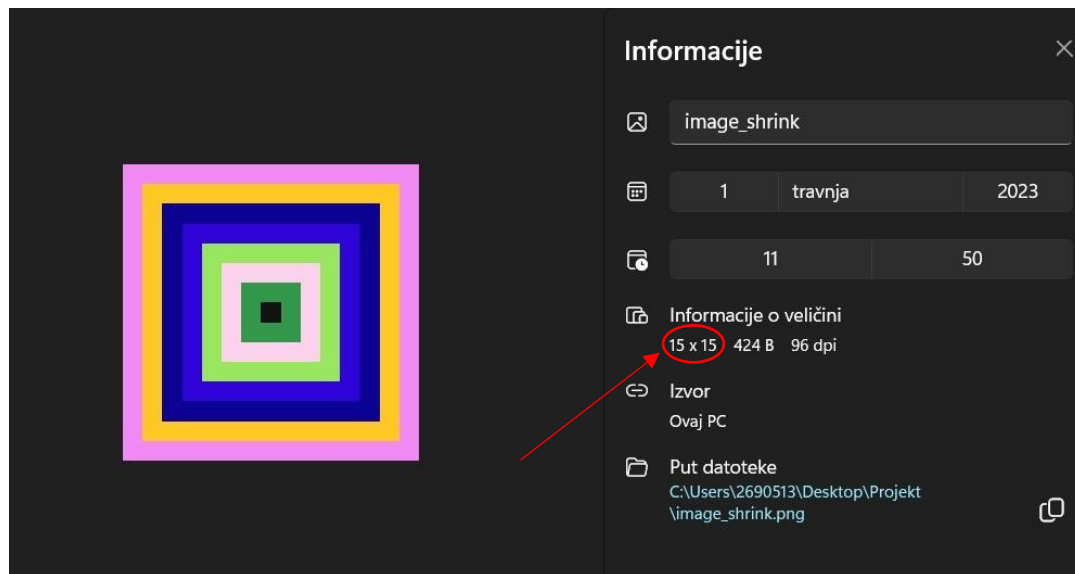 Informacije
image_shrink
1 travnja 2023
11 50
Informacije o veličini
15 x 15 424 B 96 dpi
Izvor
Ovaj PC
Put datoteke
C:\Users\2690513\Desktop\Projekt
\image_shrink.png